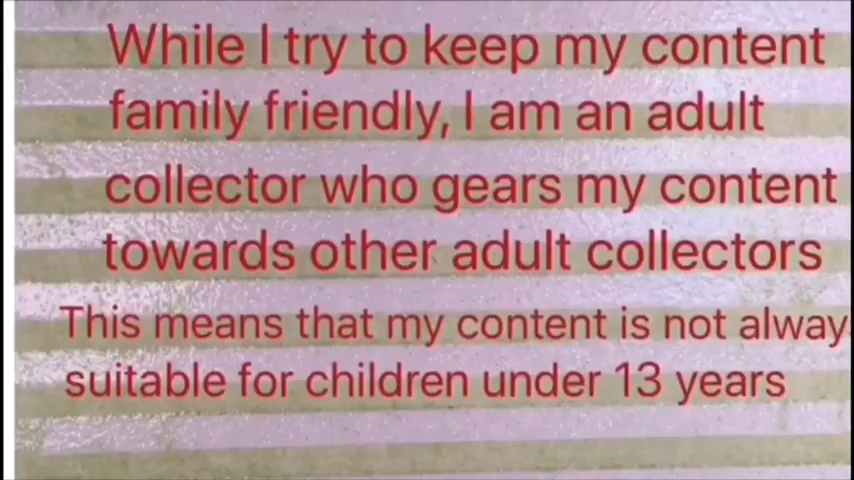 While I try to keep my content
family friendly, I am an adult
collector who gears my content
towards other adult collectors
This means that my content is not alway
suitable for children under 13 years